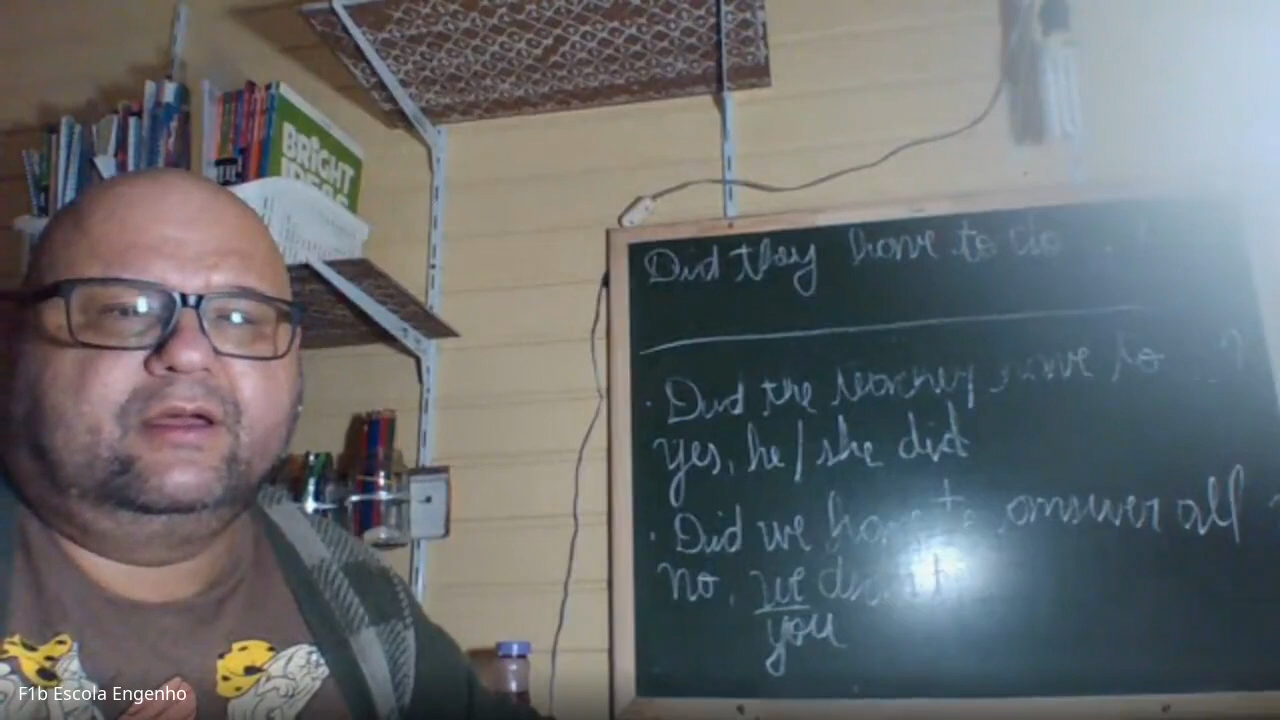 BRIGHT
IDEAS
Did they have to do ... ?
· Did the teacher have to ... ?
yes, he / she did
· Did we have to answer all
no, we didn't
you
F1b Escola Engenho